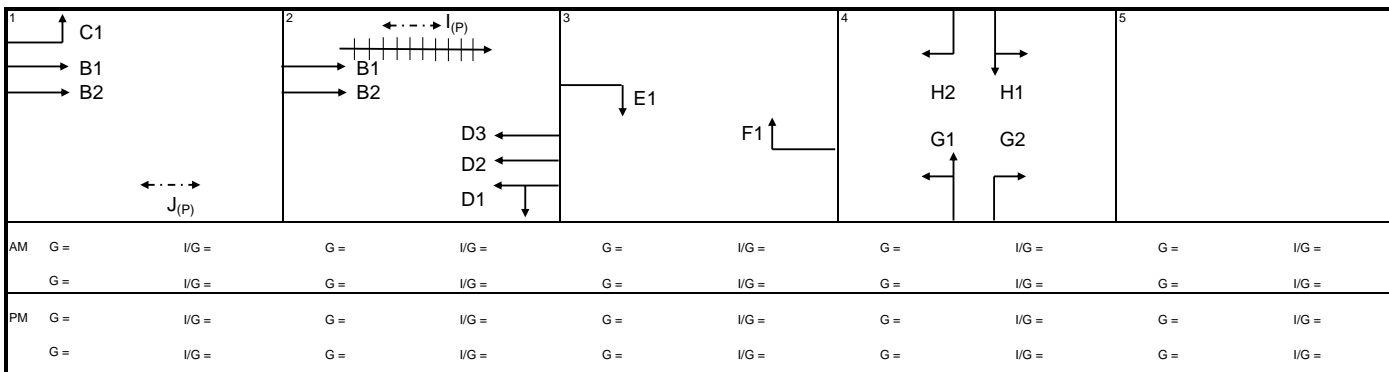 1 2 3 4 5
C1 I(P)
B1 B1
B2 B2 E1 H2 H1
D3 F1 G1 G2
D2
D1
J(P)
AM G = I/G = G = I/G = G = I/G = G = I/G = G = I/G =
G = I/G = G = I/G = G = I/G = G = I/G = G = I/G =
PM G = I/G = G = I/G = G = I/G = G = I/G = G = I/G =
G = I/G = G = I/G = G = I/G = G = I/G = G = I/G =